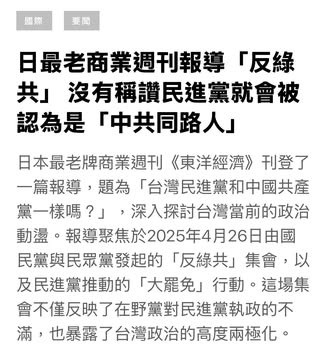 國際 要聞
日最老商業週刊報導「反綠
共」 沒有稱讚民進黨就會被
認為是「中共同路人」
日本最老牌商業週刊《東洋經濟》刊登了
一篇報導，題為「台灣民進黨和中國共產
黨一樣嗎？」，深入探討台灣當前的政治
動盪。報導聚焦於2025年4月26日由國
民黨與民眾黨發起的「反綠共」集會，以
及民進黨推動的「大罷免」行動。這場集
會不僅反映了在野黨對民進黨執政的不
滿，也暴露了台灣政治的高度兩極化。